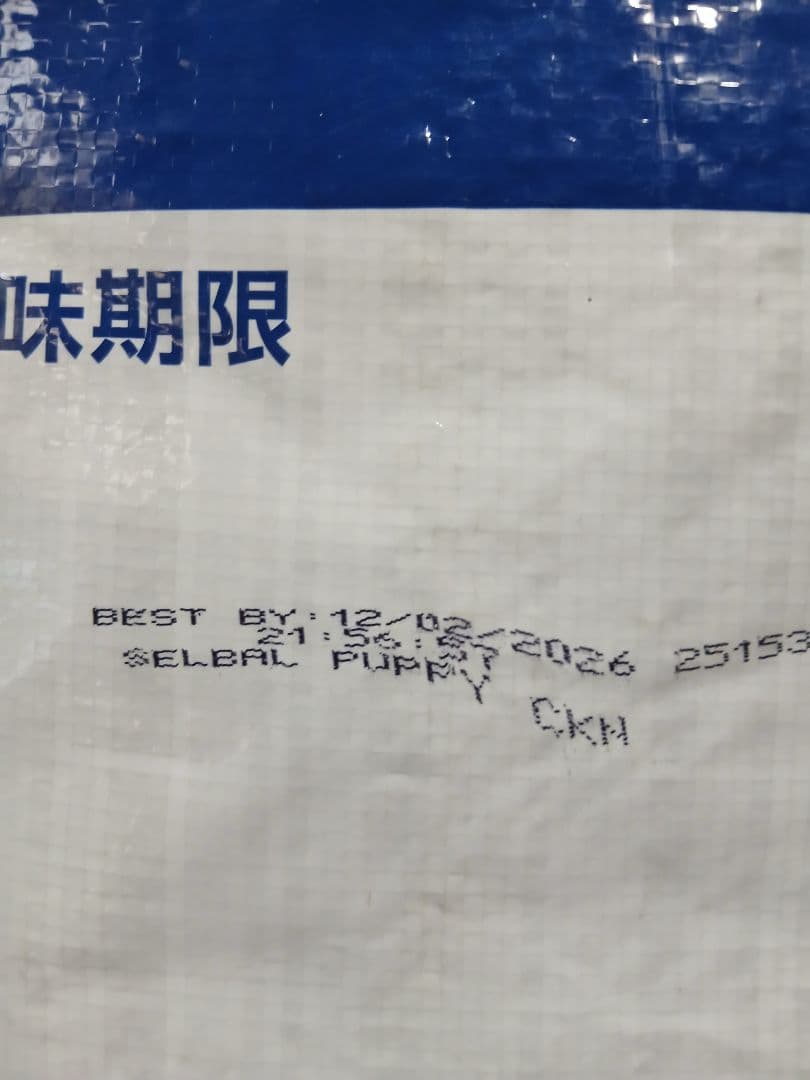 味期限
BEST BY:12/02/2026 25153
21:56:
SELBAL PUPPY CKN